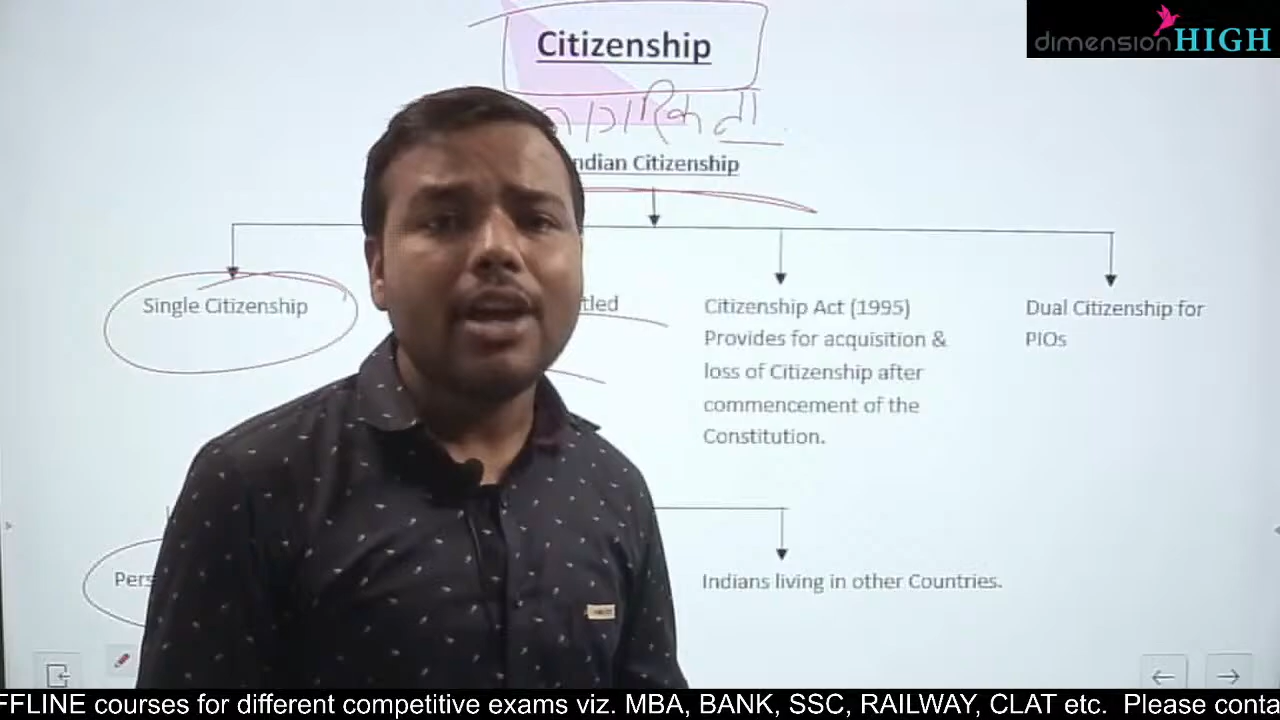 Citizenship
dimensionHIGH
नागरिकता
Indian Citizenship
Single Citizenship
Citizenship Act (1995)
Provides for acquisition &
loss of Citizenship after
commencement of the
Constitution.
Dual Citizenship for
PIOs
Indians living in other Countries.
FFLINE courses for different competitive exams viz. MBA, BANK, SSC, RAILWAY, CLAT etc. Please conta